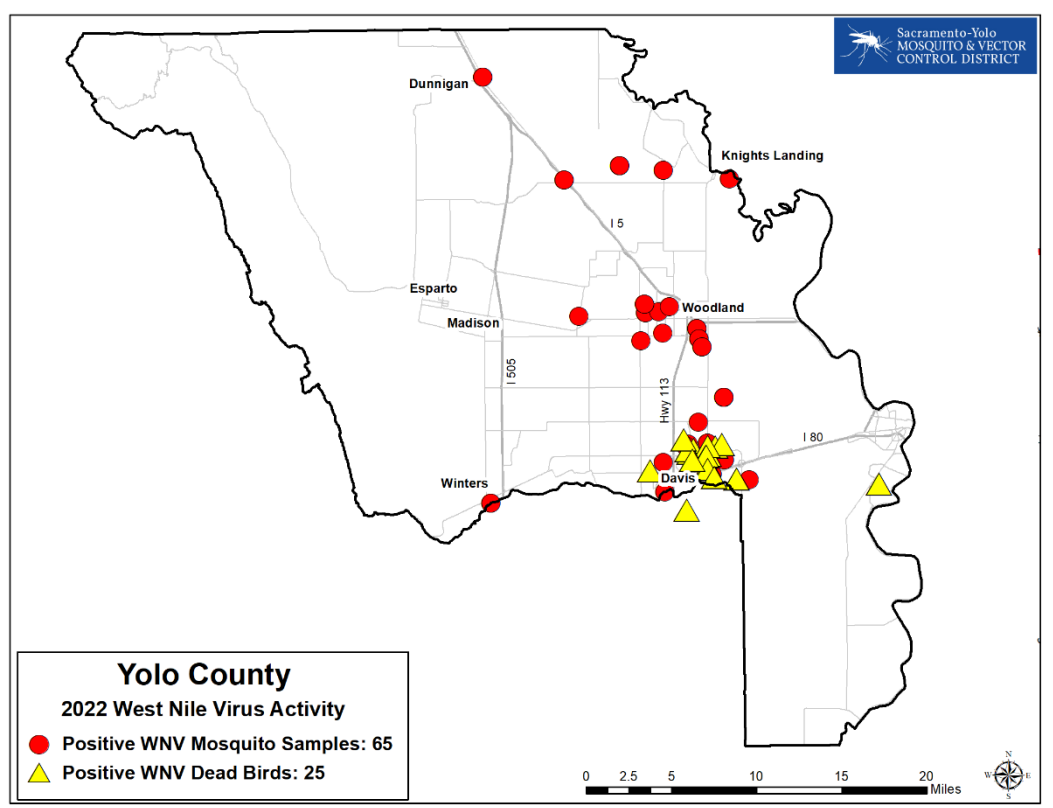 Sacramento-Yolo
MOSQUITO & VECTOR
CONTROL DISTRICT
Dunnigan
Knights Landing
I 5
Esparto
Madison
Woodland
I 505
Hwy 113
I 80
Winters
Davis
Yolo County
2022 West Nile Virus Activity
Positive WNV Mosquito Samples: 65
Positive WNV Dead Birds: 25
0 2.5 5 10 15 20
Miles
N
W E
S